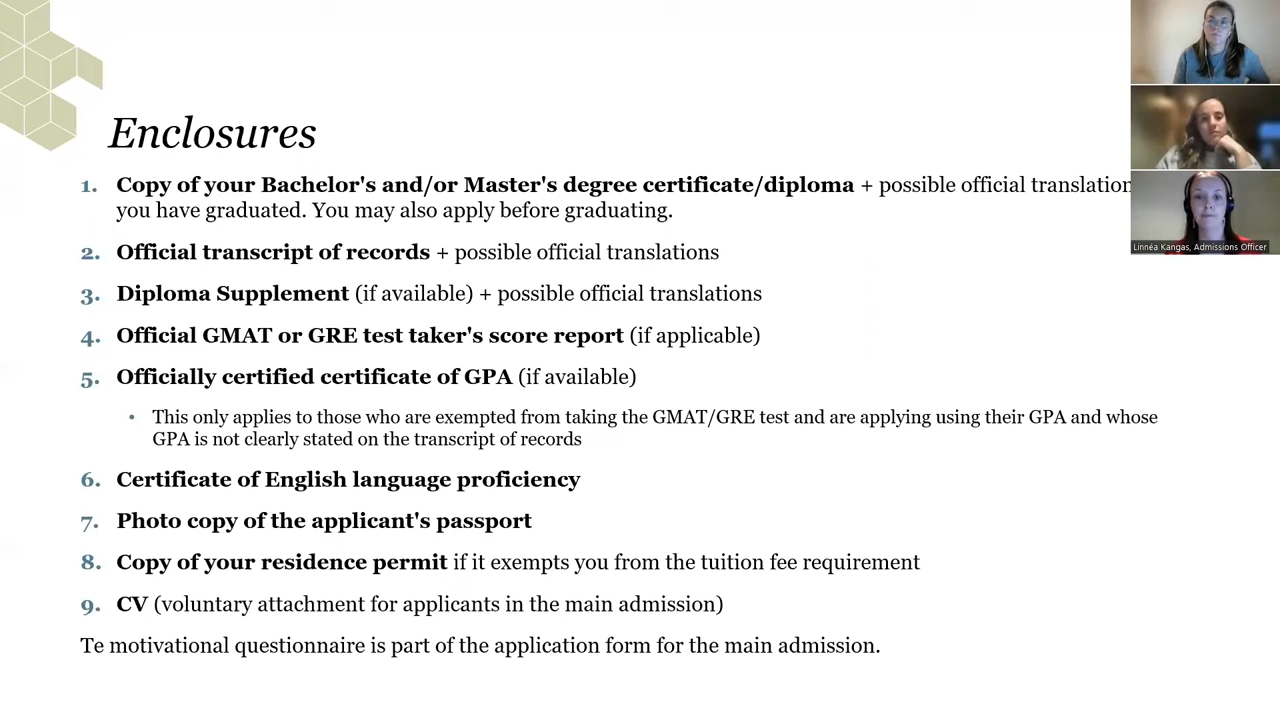 Enclosures
1. Copy of your Bachelor's and/or Master's degree certificate/diploma + possible official translation
you have graduated. You may also apply before graduating.
2. Official transcript of records + possible official translations
3. Diploma Supplement (if available) + possible official translations
4. Official GMAT or GRE test taker's score report (if applicable)
5. Officially certified certificate of GPA (if available)
• This only applies to those who are exempted from taking the GMAT/GRE test and are applying using their GPA and whose
GPA is not clearly stated on the transcript of records
6. Certificate of English language proficiency
7. Photo copy of the applicant's passport
8. Copy of your residence permit if it exempts you from the tuition fee requirement
9. CV (voluntary attachment for applicants in the main admission)
Te motivational questionnaire is part of the application form for the main admission.
Linnéa Kangas, Admissions Officer